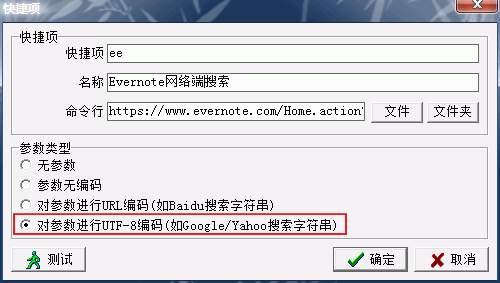 快捷项
快捷项
快捷项 ee
名称 Evernote网络端搜索
命令行 https://www.evernote.com/Home.action? 文件 文件夹
参数类型
无参数
参数无编码
对参数进行URL编码(如Baidu搜索字符串)
对参数进行UTF-8编码(如Google/Yahoo搜索字符串)
测试 确定 取消